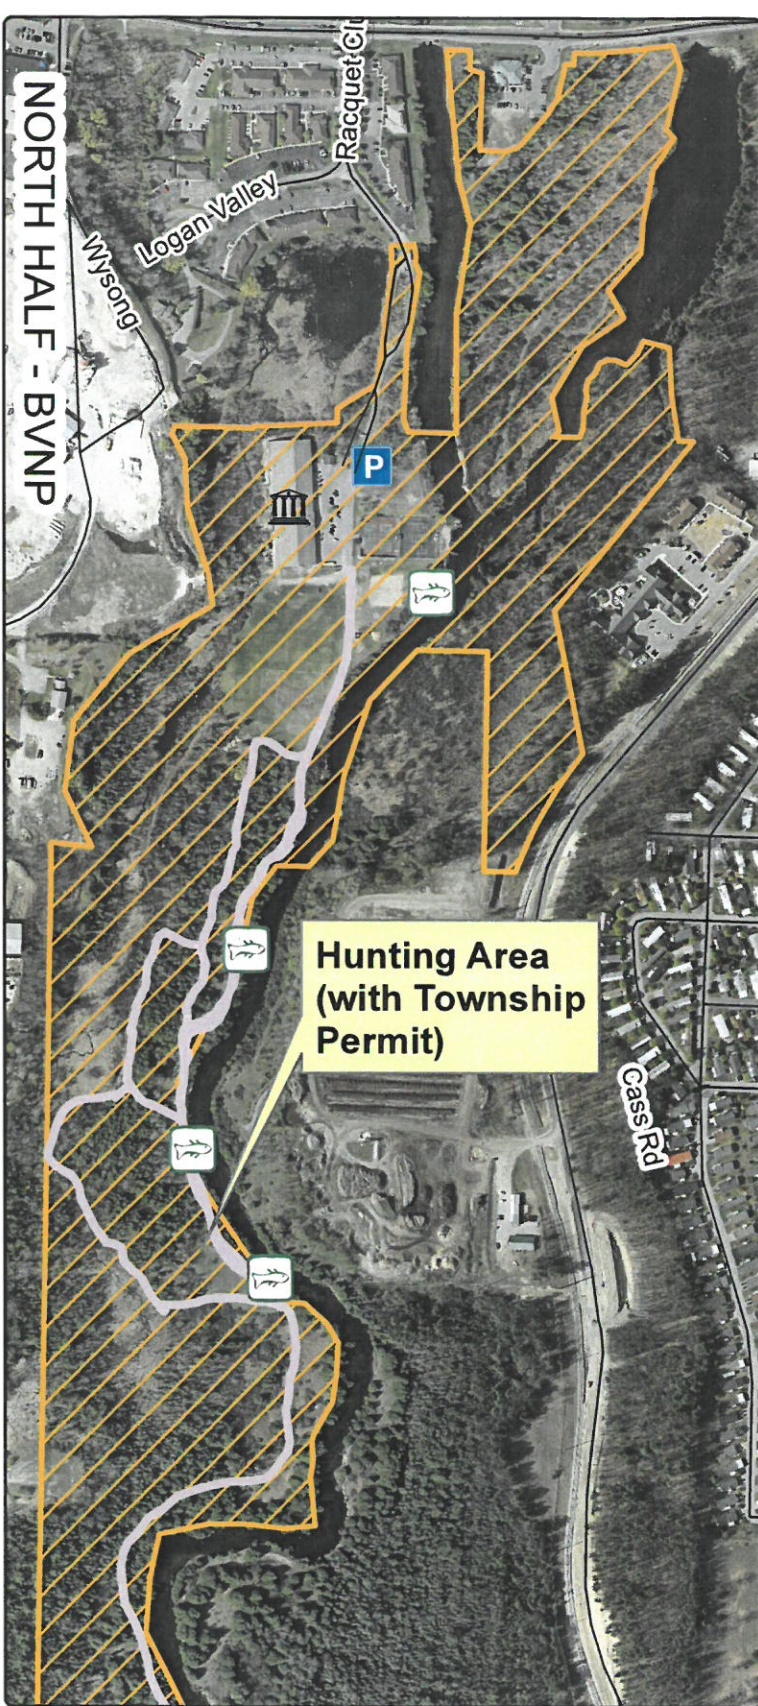 Racquet Cl
Logan Valley
Wysong
NORTH HALF - BVNP
P
Hunting Area
(with Township
Permit)
Cass Rd